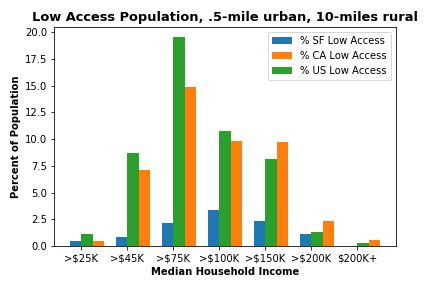 Low Access Population, .5-mile urban, 10-miles rural
% SF Low Access
% CA Low Access
% US Low Access
Percent of Population
20.0
17.5
15.0
12.5
10.0
7.5
5.0
2.5
0.0
>$25K >$45K >$75K >$100K >$150K >$200K $200K+
Median Household Income